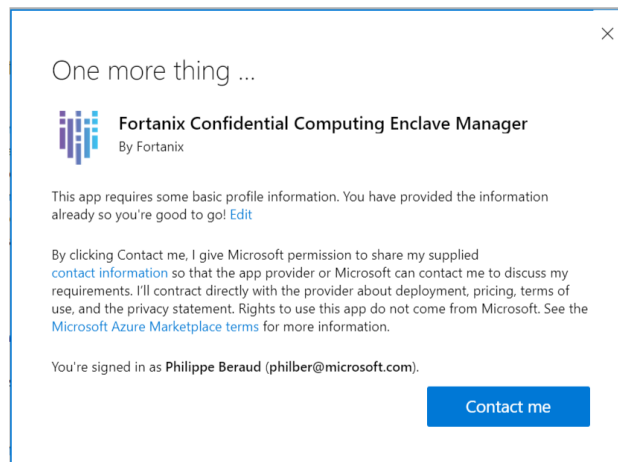 One more thing ...
Fortanix Confidential Computing Enclave Manager
By Fortanix
This app requires some basic profile information. You have provided the information
already so you're good to go! Edit
By clicking Contact me, I give Microsoft permission to share my supplied
contact information so that the app provider or Microsoft can contact me to discuss my
requirements. I'll contract directly with the provider about deployment, pricing, terms of
use, and the privacy statement. Rights to use this app do not come from Microsoft. See the
Microsoft Azure Marketplace terms for more information.
You're signed in as Philippe Beraud (philber@microsoft.com).
Contact me